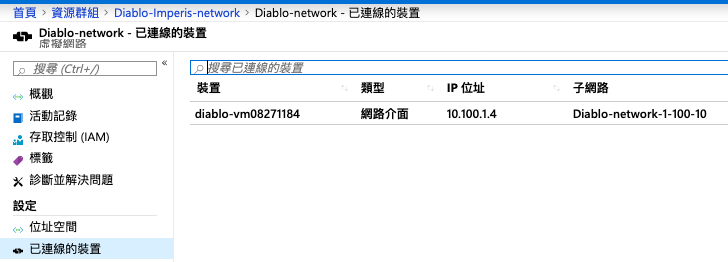 首頁 > 資源群組 > Diablo-Imperis-network > Diablo-network - 已連線的裝置
Diablo-network - 已連線的裝置
虛擬網路
搜尋 (Ctrl+/)
«
概觀
活動記錄
存取控制 (IAM)
標籤
診斷並解決問題
設定
位址空間
已連線的裝置
搜尋已連線的裝置
裝置 ↑↓ 類型 ↑↓ IP 位址 ↑↓ 子網路
diablo-vm08271184 網路介面 10.100.1.4 Diablo-network-1-100-10